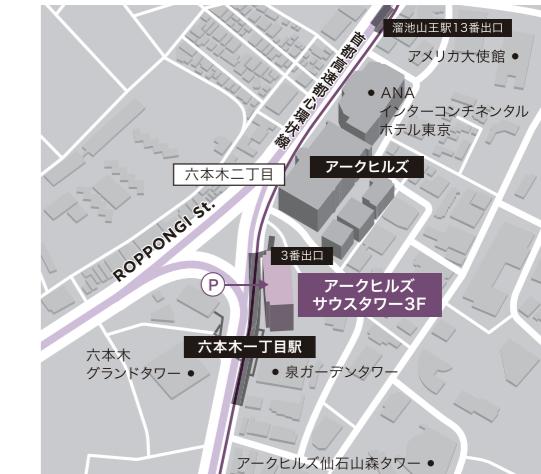 溜池山王駅13番出口
アメリカ大使館
首都高速都心環状線
ANA
インターコンチネンタル
ホテル東京
アークヒルズ
六本木二丁目
ROPPONGI St.
3番出口
P
アークヒルズ
サウスタワー3F
六本木一丁目駅
六本木
グランドタワー
泉ガーデンタワー
アークヒルズ仙石山森タワー